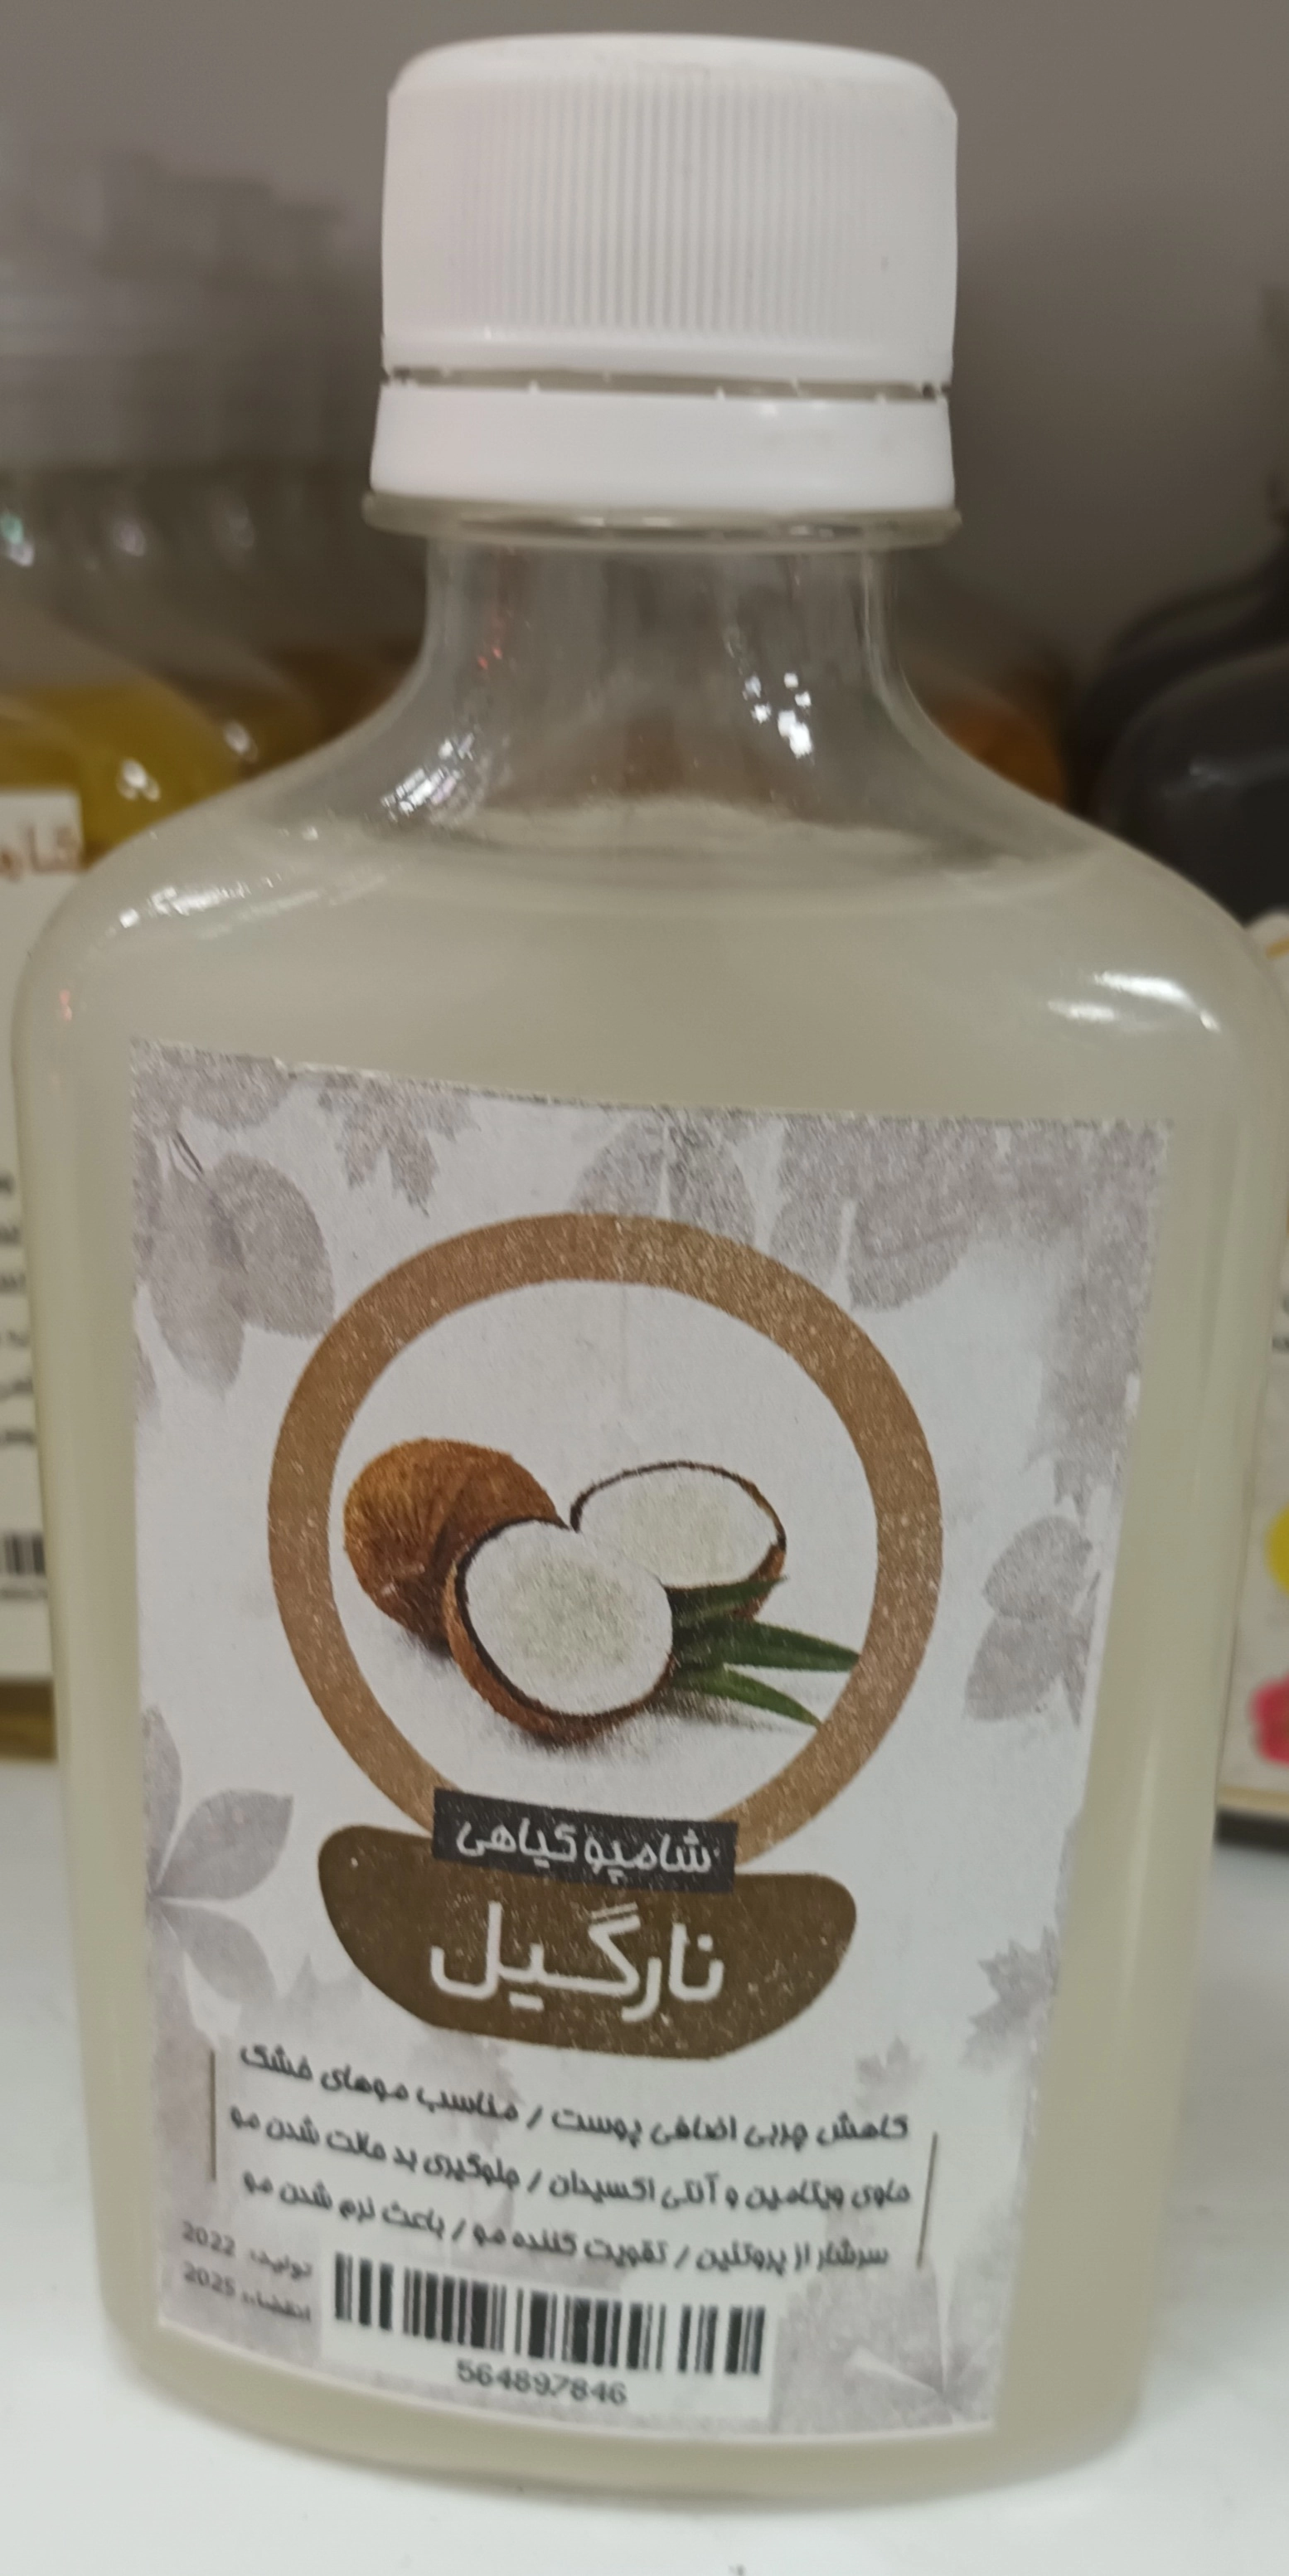 شامپو گیاهی
نارگیل
کاهش چربی اضافی پوست / مناسب موهای خشک
حاوی ویتامین و آنتی اکسیدان / جلوگیری بد حالت شدن مو
سرشار از پروتئین / تقویت کننده مو / باعث نرم شدن مو
تولید: 2022
انقضاء: 2025
564897846